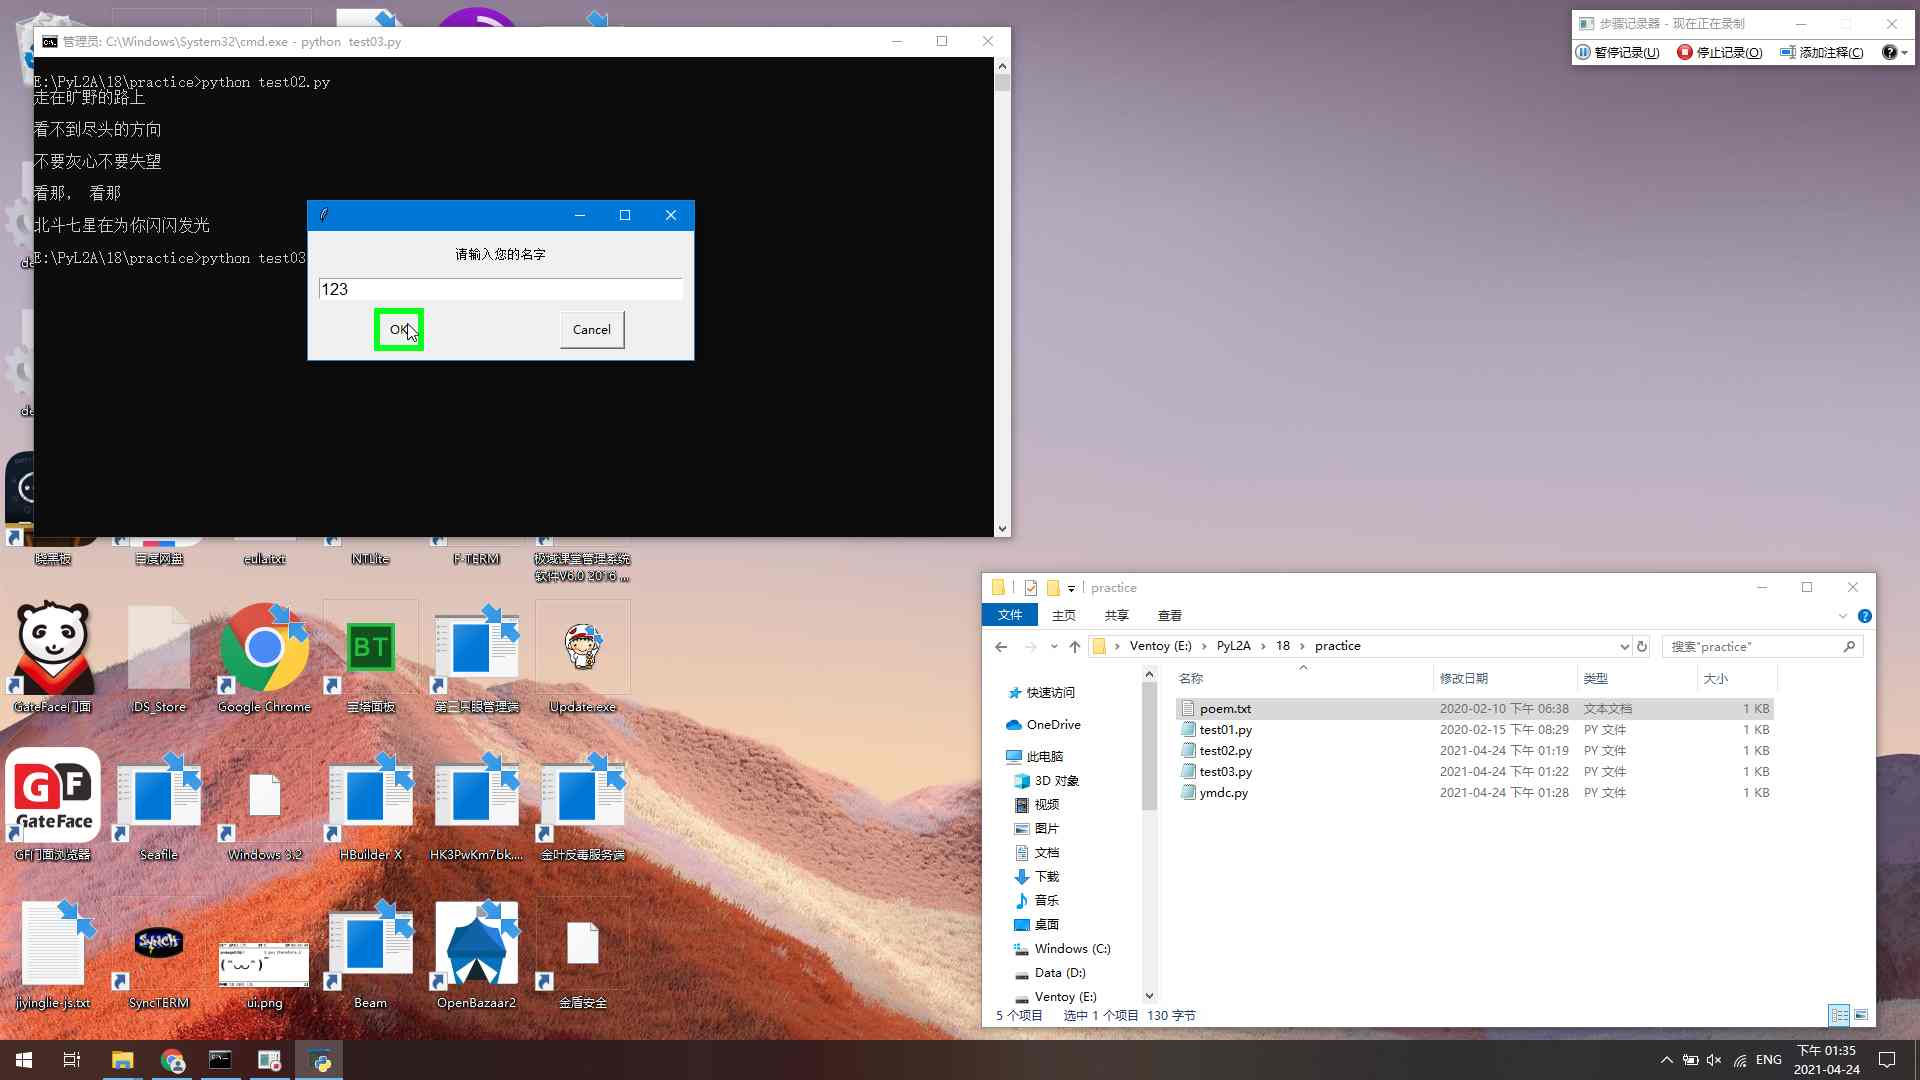 管理员: C:\Windows\System32\cmd.exe - python  test03.py
E:\PyL2A\18\practice>python test02.py
走在旷野的路上
看不到尽头的方向
不要灰心不要失望
看那， 看那
北斗七星在为你闪闪发光
E:\PyL2A\18\practice>python test03
请输入您的名字
123
OK
Cancel
步骤记录器 - 现在正在录制
暂停记录(U)
停止记录(O)
添加注释(C)
晓黑板
百度网盘
eula.txt
NTLite
F-TERM
极域课堂管理系统
软件V6.0 2016 ...
GateFace门面
.DS_Store
Google Chrome
BT
宝塔面板
第三只眼管理端
Update.exe
GF
GateFace
GF门面浏览器
Seafile
Windows 3.2
HBuilder X
HK3PwKm7bk....
金叶反毒服务端
jiyinglie-js.txt
SyncTERM
ui.png
Beam
OpenBazaar2
金盾安全
practice
文件
主页
共享
查看
Ventoy (E:)
PyL2A
18
practice
搜索"practice"
名称
修改日期
类型
大小
poem.txt 2020-02-10 下午 06:38 文本文档 1 KB
test01.py 2020-02-15 下午 08:29 PY 文件 1 KB
test02.py 2021-04-24 下午 01:19 PY 文件 1 KB
test03.py 2021-04-24 下午 01:22 PY 文件 1 KB
ymdc.py 2021-04-24 下午 01:28 PY 文件 1 KB
快速访问
OneDrive
此电脑
3D 对象
视频
图片
文档
下载
音乐
桌面
Windows (C:)
Data (D:)
Ventoy (E:)
5 个项目
选中 1 个项目 130 字节
ENG
下午 01:35
2021-04-24